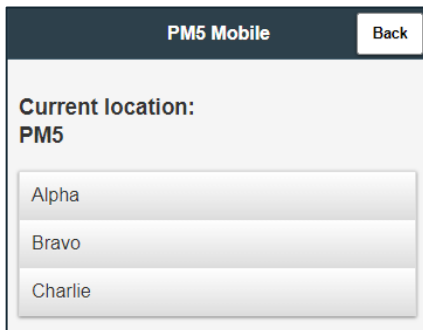 PM5 Mobile Back
Current location:
PM5
Alpha
Bravo
Charlie